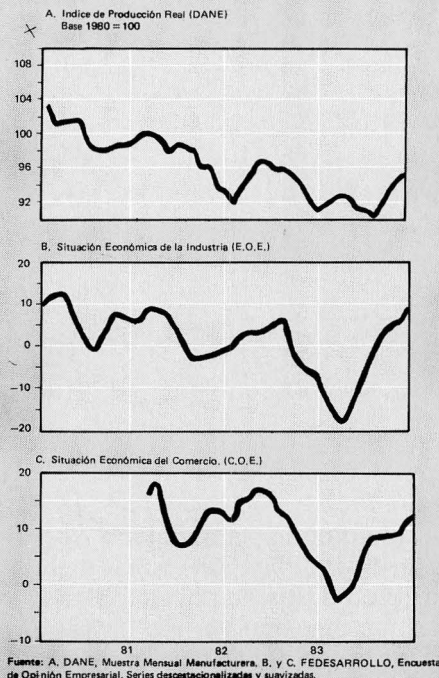 A. Indice de Producción Real (DANE)
Base 1980 = 100
108
104
100
96
92
B. Situación Económica de la Industria (E.O.E.)
20
10
0
−10
−20
C. Situación Económica del Comercio. (C.O.E.)
20
10
0
−10
81 82 83
Fuente: A. DANE, Muestra Mensual Manufacturera. B. y C. FEDESARROLLO, Encuesta
de Opinión Empresarial. Series desestacionalizadas y suavizadas.